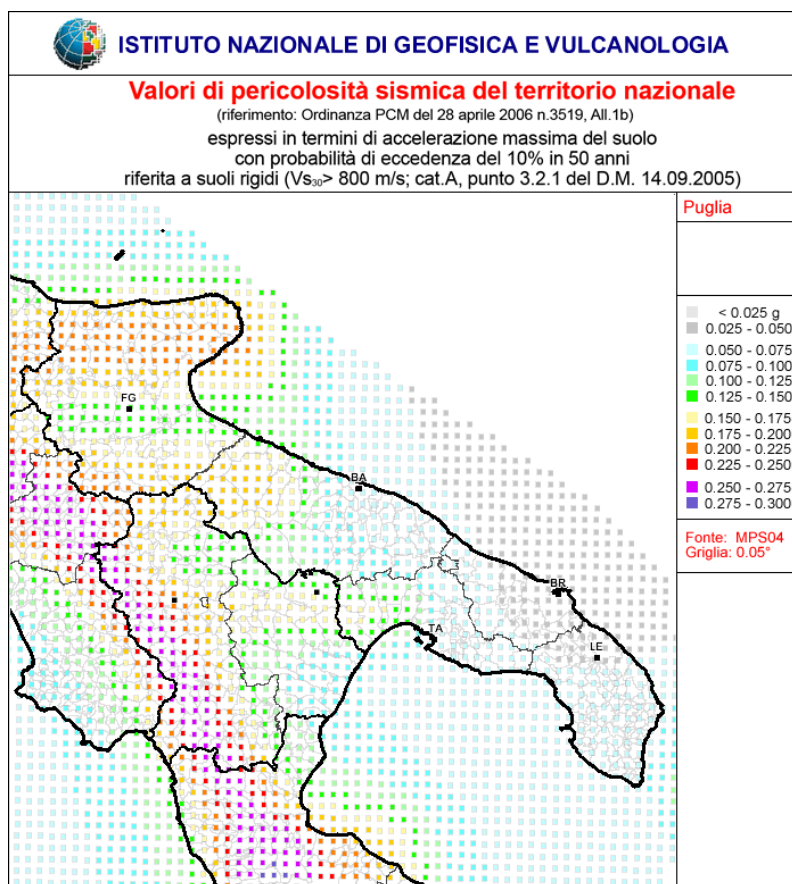 ISTITUTO NAZIONALE DI GEOFISICA E VULCANOLOGIA
Valori di pericolosità sismica del territorio nazionale
(riferimento: Ordinanza PCM del 28 aprile 2006 n.3519, All.1b)
espressi in termini di accelerazione massima del suolo
con probabilità di eccedenza del 10% in 50 anni
riferita a suoli rigidi (Vs₃₀> 800 m/s; cat.A, punto 3.2.1 del D.M. 14.09.2005)
Puglia
< 0.025 g
0.025 - 0.050
0.050 - 0.075
0.075 - 0.100
0.100 - 0.125
0.125 - 0.150
0.150 - 0.175
0.175 - 0.200
0.200 - 0.225
0.225 - 0.250
0.250 - 0.275
0.275 - 0.300
Fonte: MPS04
Griglia: 0.05°
FG
BA
BR
TA
LE